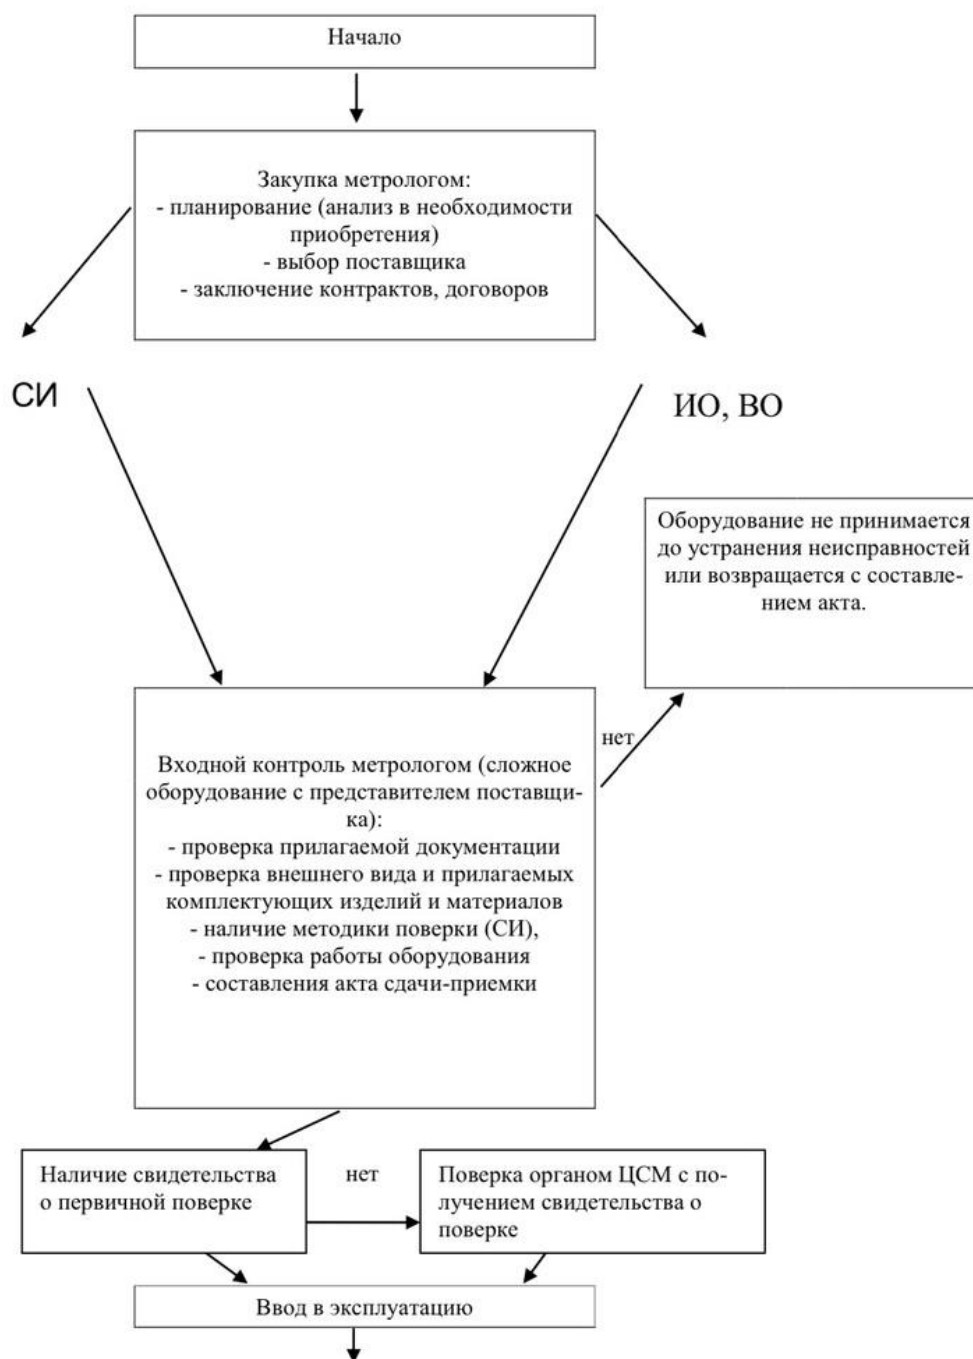 Начало
Закупка метрологом:
- планирование (анализ в необходимости
приобретения)
- выбор поставщика
- заключение контрактов, договоров
СИ
ИО, ВО
Оборудование не принимается
до устранения неисправностей
или возвращается с составле-
нием акта.
нет
Входной контроль метрологом (сложное
оборудование с представителем поставщи-
ка):
- проверка прилагаемой документации
- проверка внешнего вида и прилагаемых
комплектующих изделий и материалов
- наличие методики поверки (СИ),
- проверка работы оборудования
- составления акта сдачи-приемки
Наличие свидетельства
о первичной поверке
нет
Поверка органом ЦСМ с по-
лучением свидетельства о
поверке
Ввод в эксплуатацию